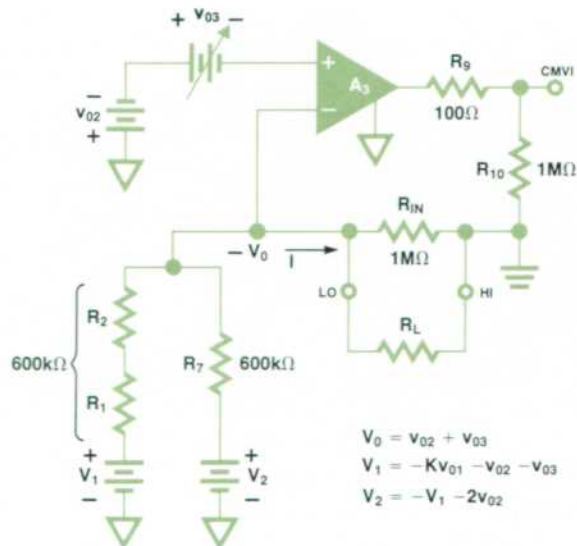 + v03 −
− v02 +
+
−
A3
R9
100Ω
CMVI
R10
1MΩ
RIN
1MΩ
− V0
I
LO
HI
RL
R2
600kΩ
R1
R7
600kΩ
+ V1 −
+ V2 −
V0 = v02 + v03
V1 = −Kv01 −v02 −v03
V2 = −V1 −2v02